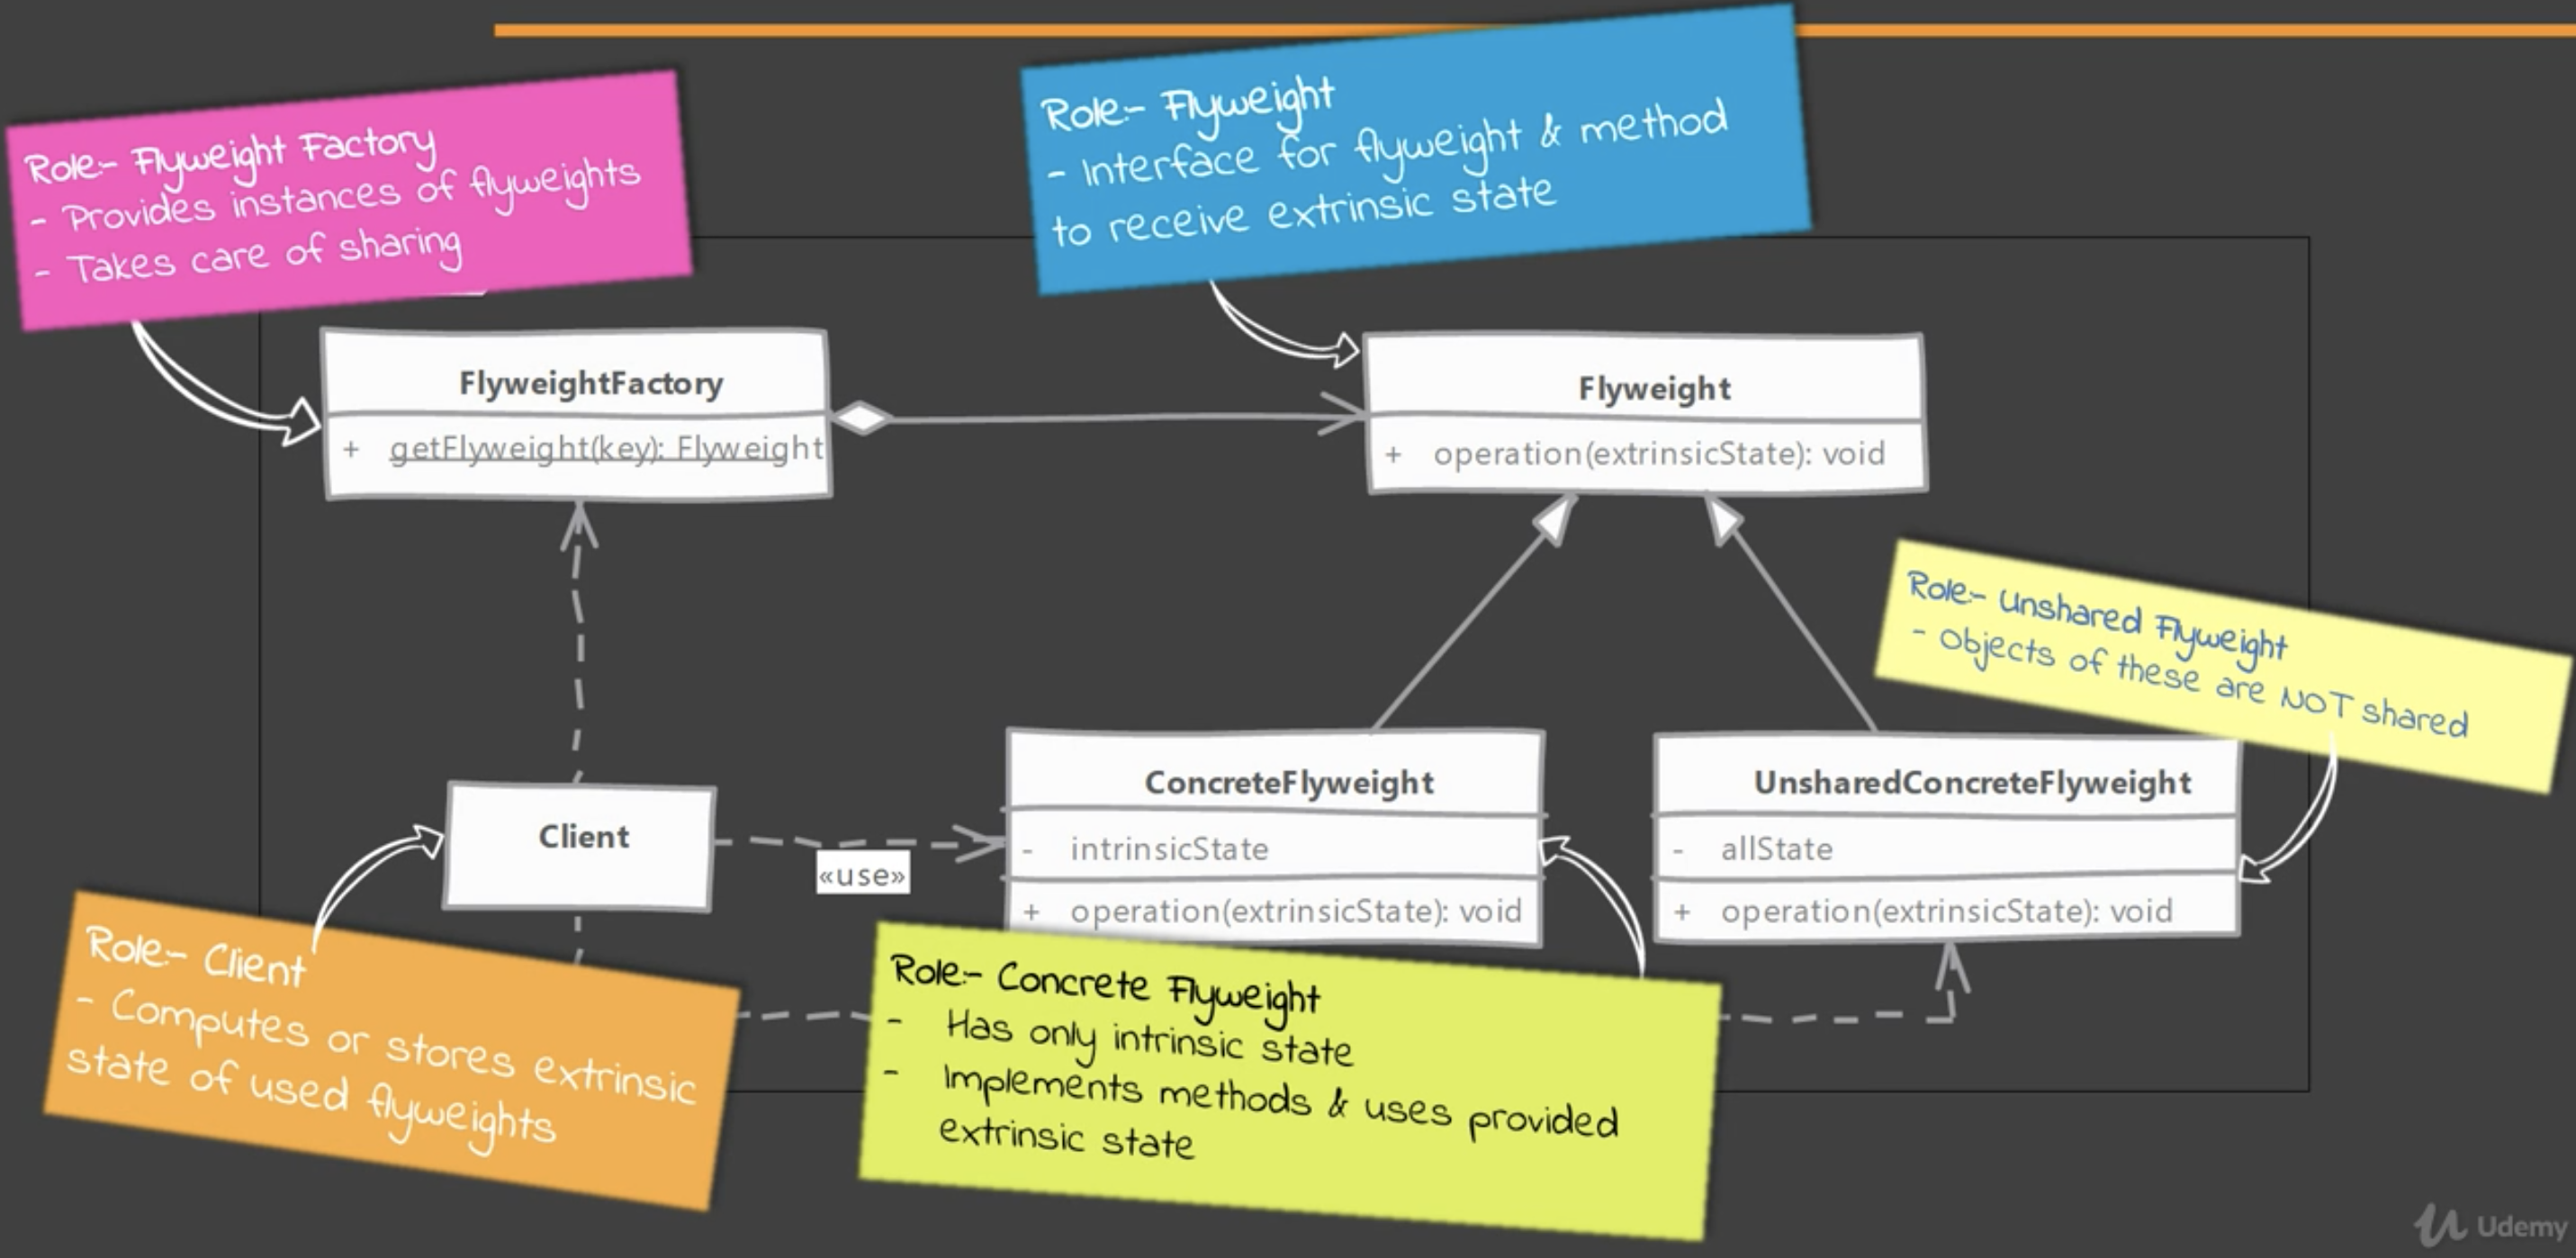 Role:- Flyweight Factory
- Provides instances of flyweights
- Takes care of sharing
Role:- Flyweight
- Interface for flyweight & method
to receive extrinsic state
FlyweightFactory
+ getFlyweight(key): Flyweight
Flyweight
+ operation(extrinsicState): void
Role:- Unshared Flyweight
- Objects of these are NOT shared
Client
«use»
ConcreteFlyweight
- intrinsicState
+ operation(extrinsicState): void
UnsharedConcreteFlyweight
- allState
+ operation(extrinsicState): void
Role:- Client
- Computes or stores extrinsic
state of used flyweights
Role:- Concrete Flyweight
- Has only intrinsic state
- Implements methods & uses provided
extrinsic state
Udemy